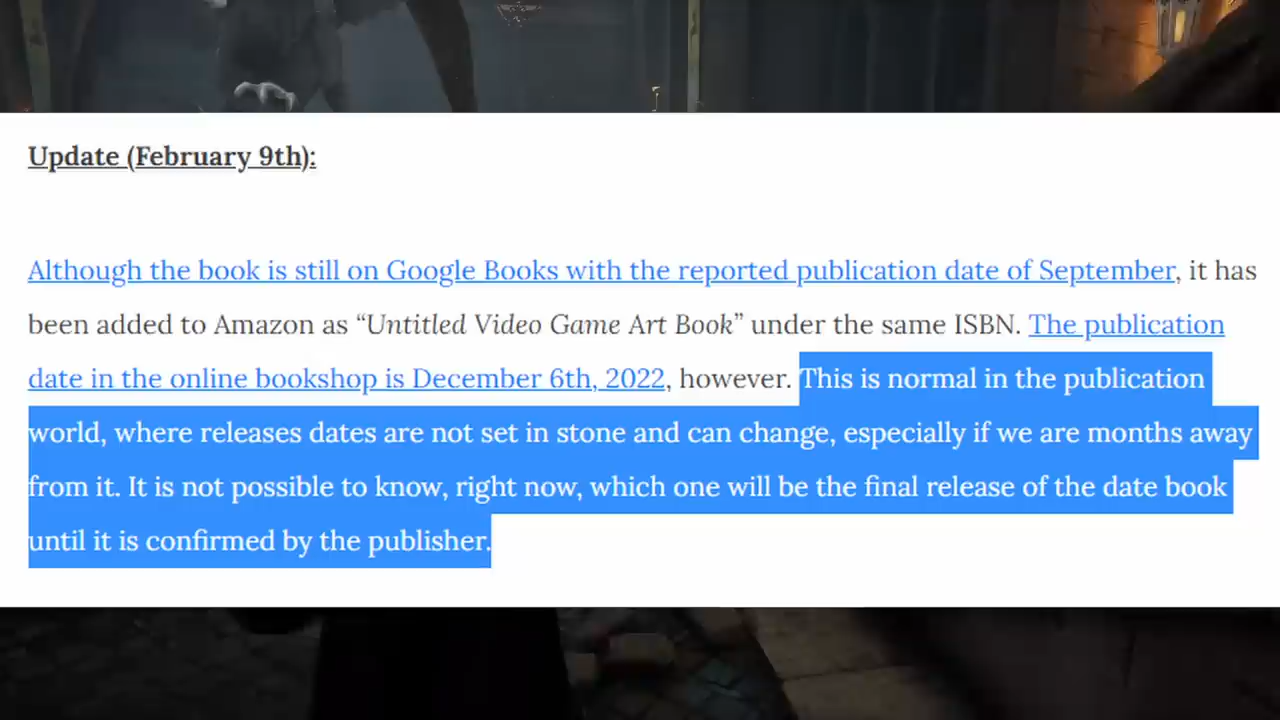 Update (February 9th):
Although the book is still on Google Books with the reported publication date of September, it has
been added to Amazon as “Untitled Video Game Art Book” under the same ISBN. The publication
date in the online bookshop is December 6th, 2022, however. This is normal in the publication
world, where releases dates are not set in stone and can change, especially if we are months away
from it. It is not possible to know, right now, which one will be the final release of the date book
until it is confirmed by the publisher.